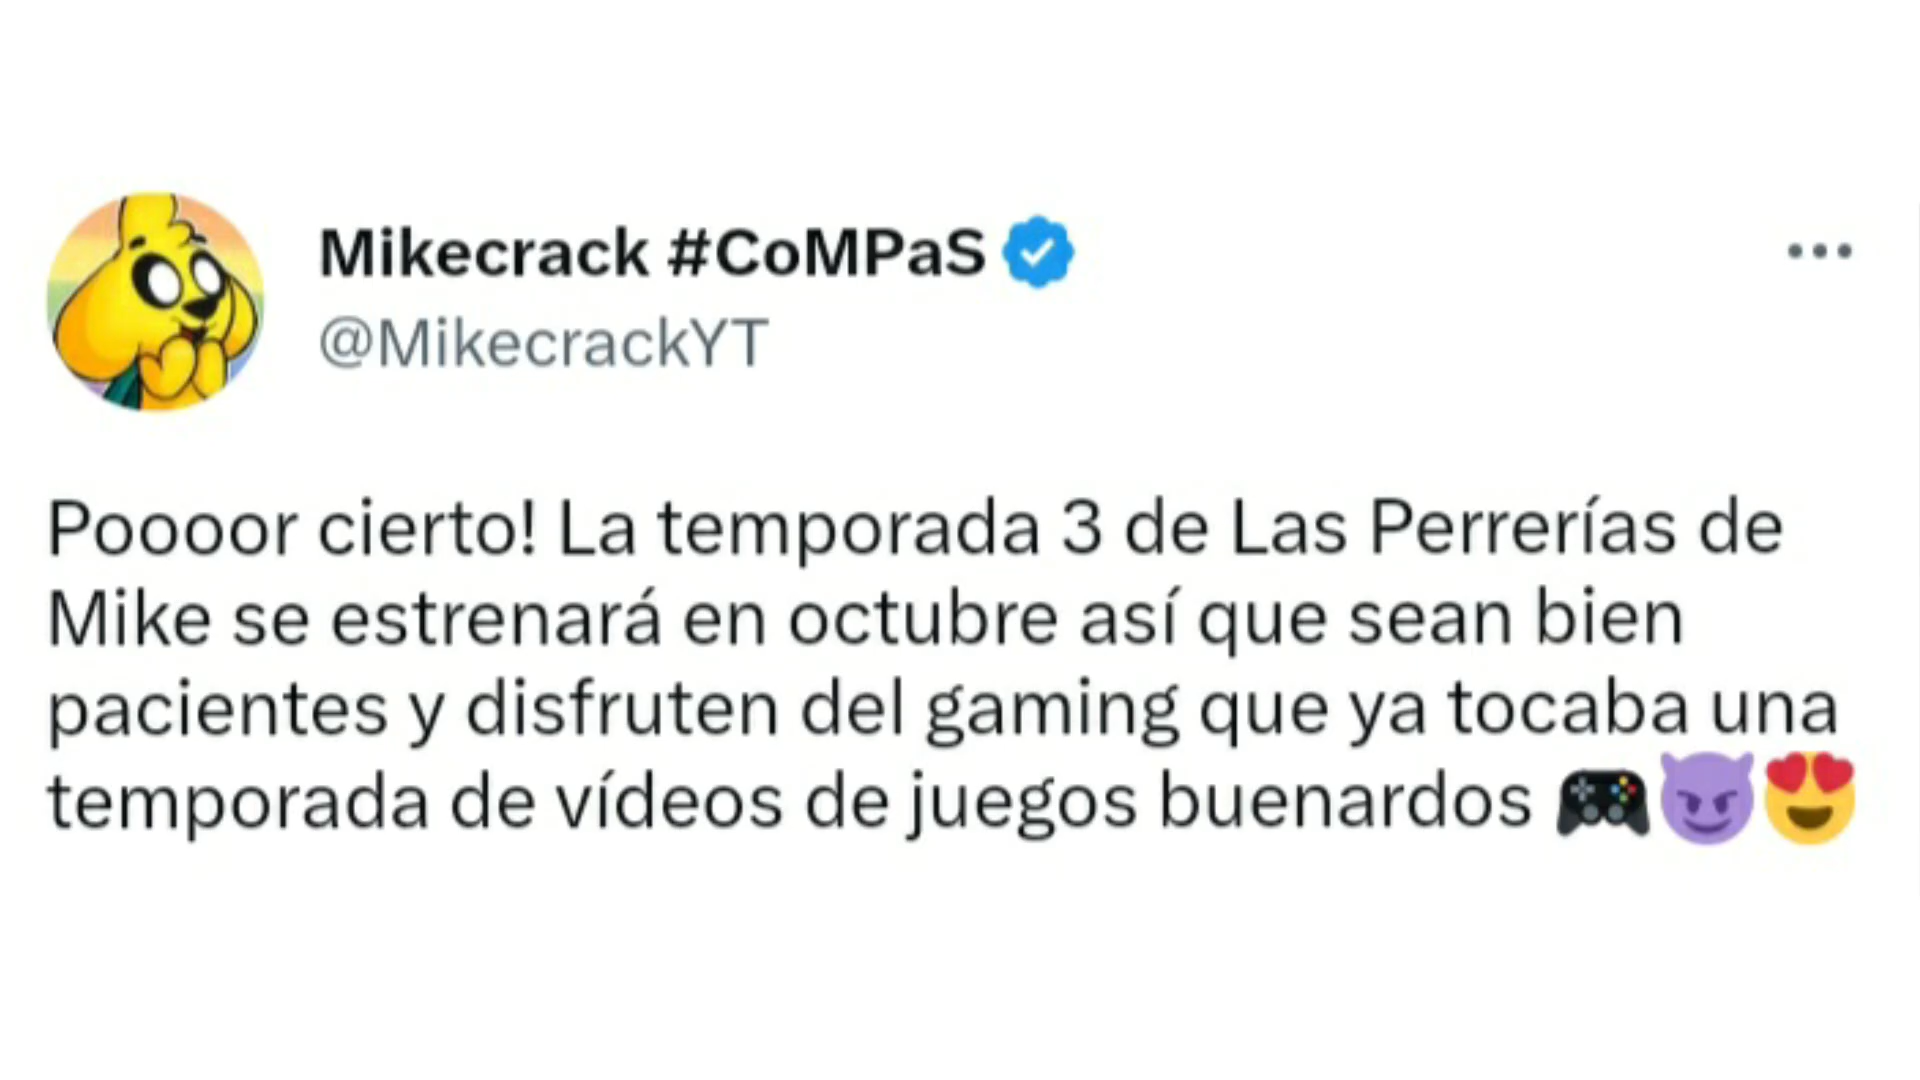 Mikecrack #CoMPaS
@MikecrackYT
Poooor cierto! La temporada 3 de Las Perrerías de
Mike se estrenará en octubre así que sean bien
pacientes y disfruten del gaming que ya tocaba una
temporada de vídeos de juegos buenardos 🎮😈😍